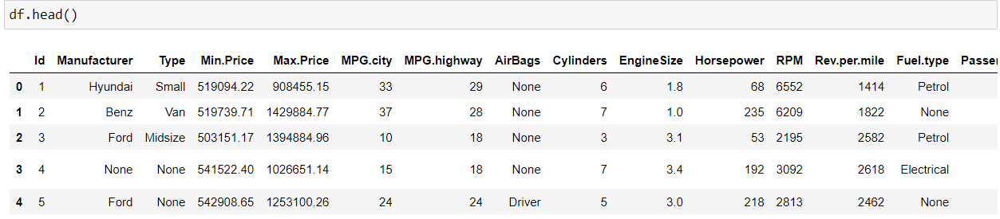 df.head()
Id Manufacturer Type Min.Price Max.Price MPG.city MPG.highway AirBags Cylinders EngineSize Horsepower RPM Rev.per.mile Fuel.type Passe
0 1 Hyundai Small 519094.22 908455.15 33 29 None 6 1.8 68 6552 1414 Petrol
1 2 Benz Van 519739.71 1429884.77 37 28 None 7 1.0 235 6209 1822 None
2 3 Ford Midsize 503151.17 1394884.96 10 18 None 3 3.1 53 2195 2582 Petrol
3 4 None None 541522.40 1026651.14 15 18 None 7 3.4 192 3092 2618 Electrical
4 5 Ford None 542908.65 1253100.26 24 24 Driver 5 3.0 218 2813 2462 None